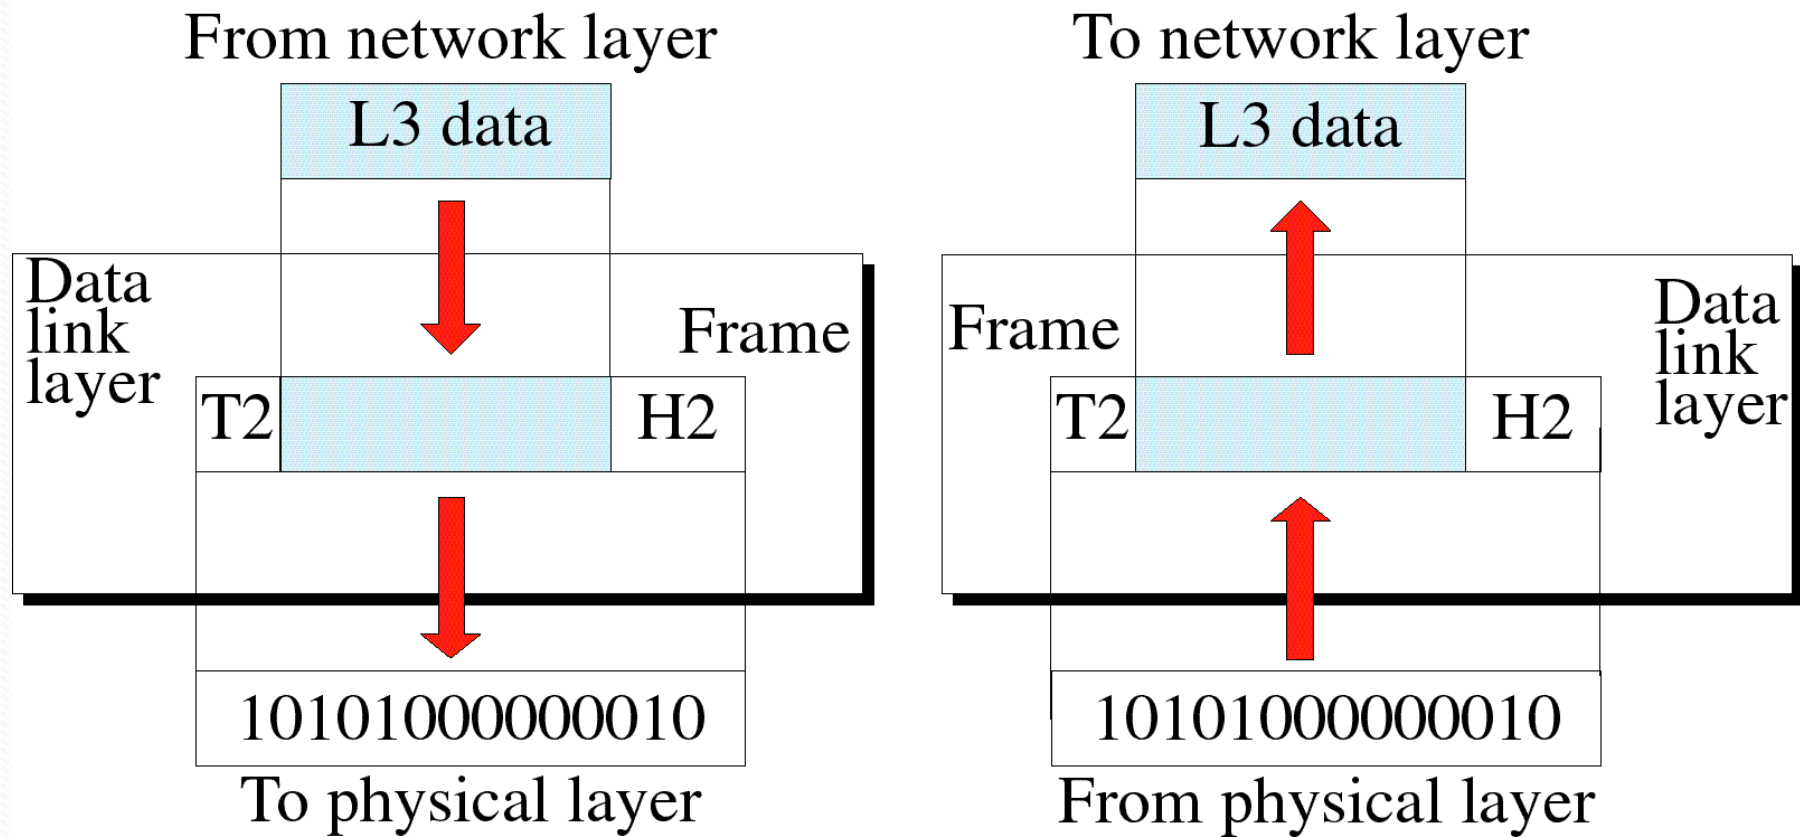 From network layer
L3 data
Data
link
layer
Frame
T2
H2
10101000000010
To physical layer
To network layer
L3 data
Frame
Data
link
layer
T2
H2
10101000000010
From physical layer